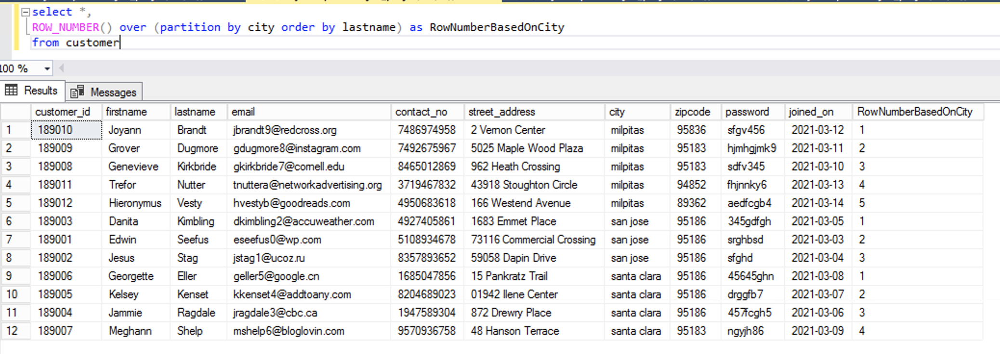 select *,
ROW_NUMBER() over (partition by city order by lastname) as RowNumberBasedOnCity
from customer
100 %
Results Messages
customer_id firstname lastname email contact_no street_address city zipcode password joined_on RowNumberBasedOnCity
1 189010 Joyann Brandt jbrandt9@redcross.org 7486974958 2 Vernon Center milpitas 95836 sfgv456 2021-03-12 1
2 189009 Grover Dugmore gdugmore8@instagram.com 7492675967 5025 Maple Wood Plaza milpitas 95183 hjmhgjmk9 2021-03-11 2
3 189008 Genevieve Kirkbride gkirkbride7@cornell.edu 8465012869 962 Heath Crossing milpitas 95183 sdfv345 2021-03-10 3
4 189011 Trefor Nutter tnuttera@networkadvertising.org 3719467832 43918 Stoughton Circle milpitas 94852 fhjnnky6 2021-03-13 4
5 189012 Hieronymus Vesty hvestyb@goodreads.com 4950683618 166 Westend Avenue milpitas 89362 aedfcgb4 2021-03-14 5
6 189003 Danita Kimbling dkimbling2@accuweather.com 4927405861 1683 Emmet Place san jose 95186 345gdfgh 2021-03-05 1
7 189001 Edwin Seefus eseefus0@wp.com 5108934678 73116 Commercial Crossing san jose 95186 srghbsd 2021-03-03 2
8 189002 Jesus Stag jstag1@ucoz.ru 8357893652 59058 Dapin Drive san jose 95186 sfghd 2021-03-04 3
9 189006 Georgette Eller geller5@google.cn 1685047856 15 Pankratz Trail santa clara 95186 45645ghn 2021-03-08 1
10 189005 Kelsey Kenset kkenset4@addtoany.com 8204689023 01942 Ilene Center santa clara 95186 drggfb7 2021-03-07 2
11 189004 Jammie Ragdale jragdale3@cbc.ca 1947589304 872 Drewry Place santa clara 95186 457fcgh5 2021-03-06 3
12 189007 Meghann Shelp mshelp6@bloglovin.com 9570936758 48 Hanson Terrace santa clara 95183 ngyjh86 2021-03-09 4